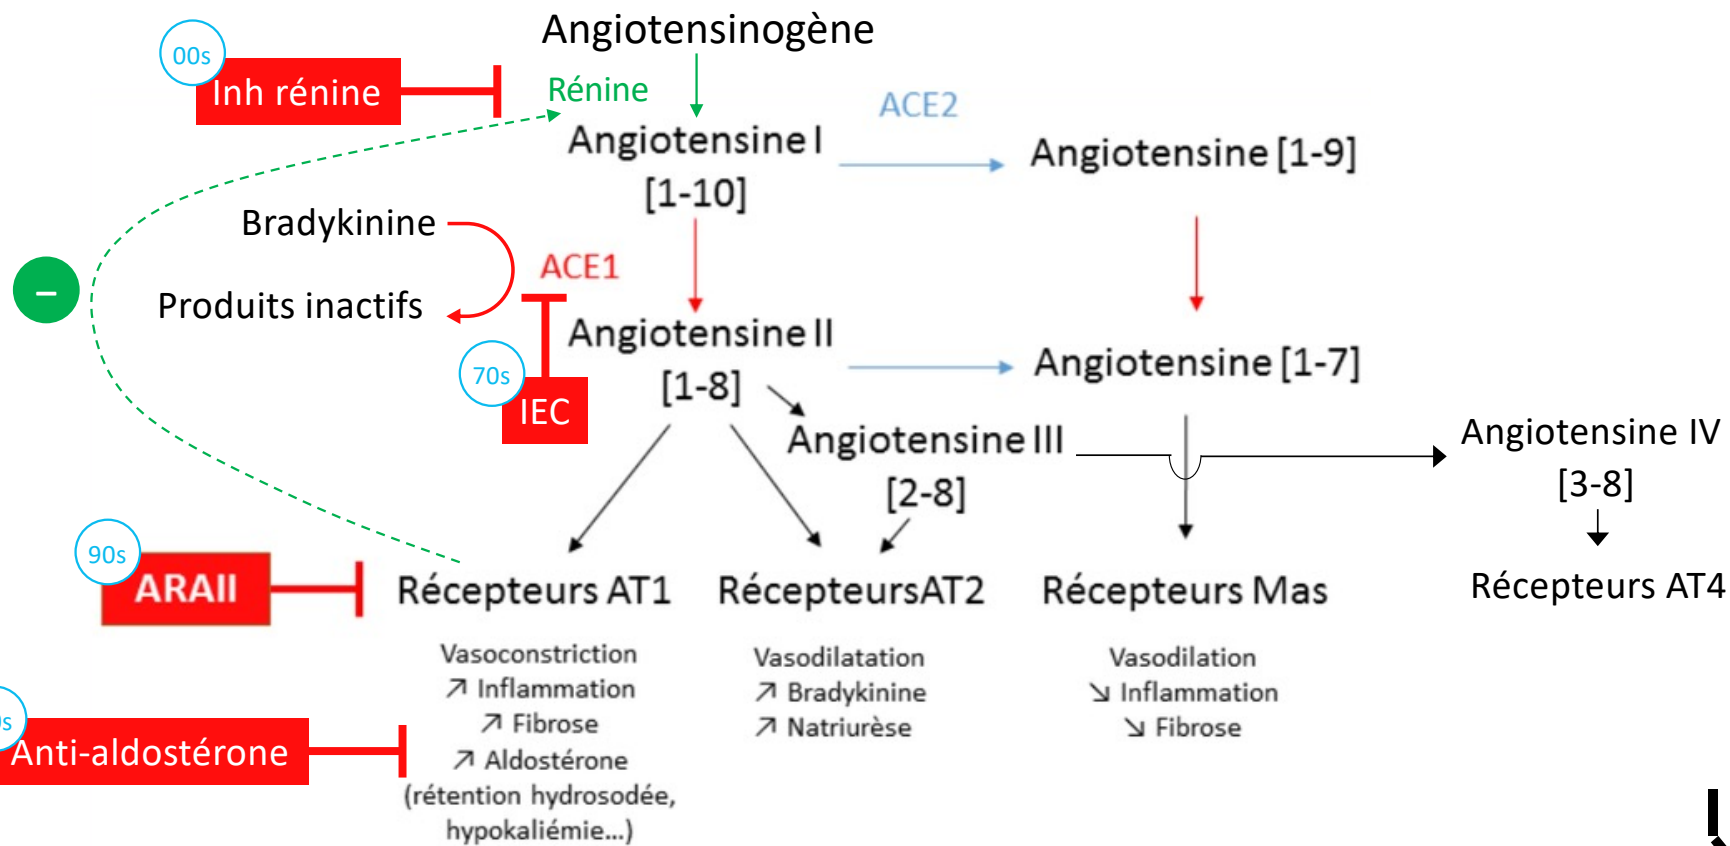 Angiotensinogène
00s
Inh rénine
Rénine
ACE2
Angiotensine I
[1-10]
Angiotensine [1-9]
Bradykinine
ACE1
Produits inactifs
–
Angiotensine II
[1-8]
Angiotensine [1-7]
70s
IEC
Angiotensine III
[2-8]
Angiotensine IV
[3-8]
90s
ARAII
Récepteurs AT1
RécepteursAT2
Récepteurs Mas
Récepteurs AT4
Vasoconstriction
↗ Inflammation
↗ Fibrose
↗ Aldostérone
(rétention hydrosodée,
hypokaliémie...)
Vasodilatation
↗ Bradykinine
↗ Natriurèse
Vasodilation
↘ Inflammation
↘ Fibrose
Anti-aldostérone